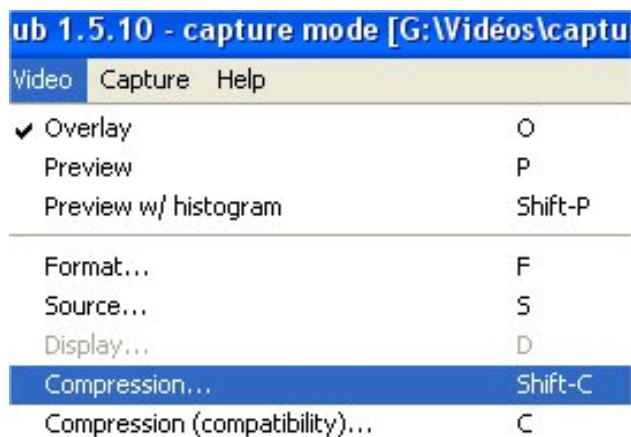 ub 1.5.10 - capture mode [G:\Vidéos\captu
Video Capture Help
Overlay O
Preview P
Preview w/ histogram Shift-P
Format... F
Source... S
Display... D
Compression... Shift-C
Compression (compatibility)... C